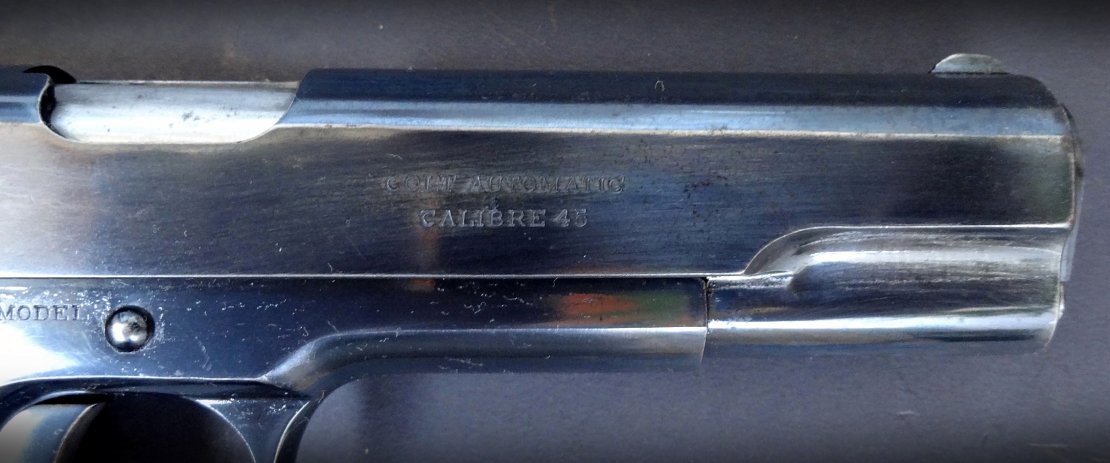 COLT AUTOMATIC
CALIBRE 45
MODEL